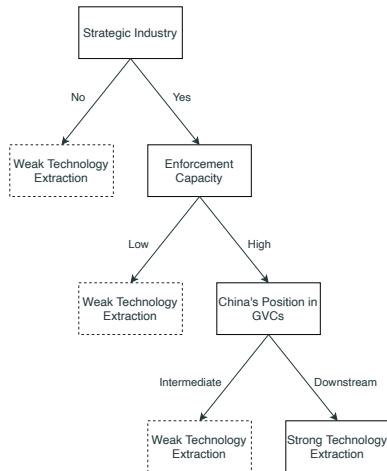 Strategic Industry
No
Yes
Weak Technology
Extraction
Enforcement
Capacity
Low
High
Weak Technology
Extraction
China's Position in
GVCs
Intermediate
Downstream
Weak Technology
Extraction
Strong Technology
Extraction